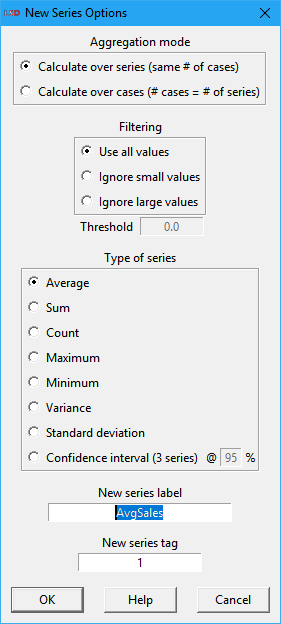 New Series Options
Aggregation mode
Calculate over series (same # of cases)
Calculate over cases (# cases = # of series)
Filtering
Use all values
Ignore small values
Ignore large values
Threshold 0.0
Type of series
Average
Sum
Count
Maximum
Minimum
Variance
Standard deviation
Confidence interval (3 series) @ 95 %
New series label
AvgSales
New series tag
1
OK Help Cancel